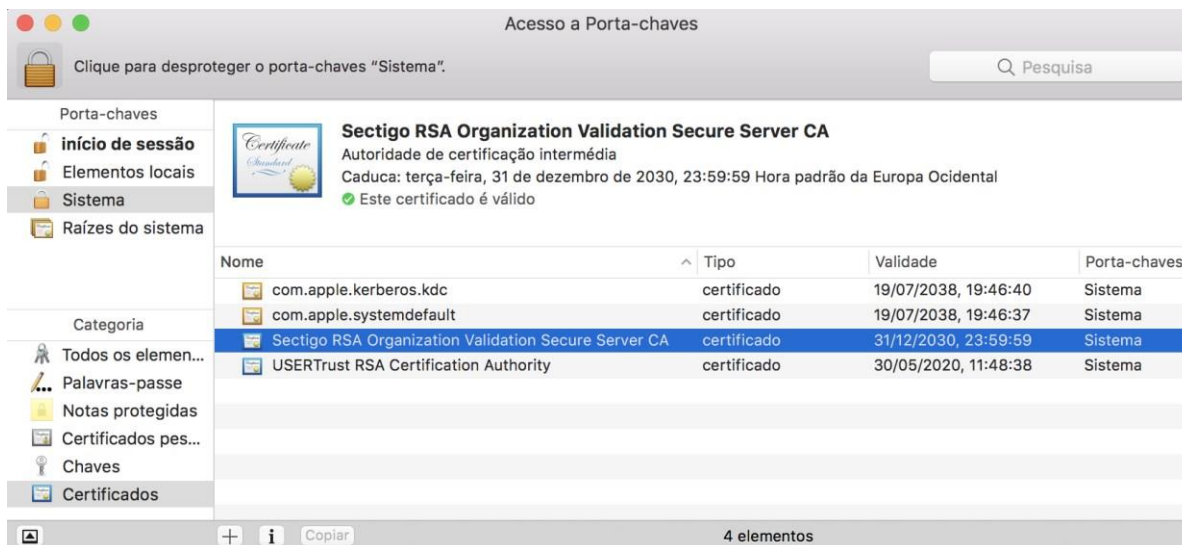 Acesso a Porta-chaves
Clique para desproteger o porta-chaves “Sistema”.
Pesquisa
Porta-chaves
início de sessão
Elementos locais
Sistema
Raízes do sistema
Categoria
Todos os elemen...
Palavras-passe
Notas protegidas
Certificados pes...
Chaves
Certificados
Certificate
Standard
Sectigo RSA Organization Validation Secure Server CA
Autoridade de certificação intermédia
Caduca: terça-feira, 31 de dezembro de 2030, 23:59:59 Hora padrão da Europa Ocidental
Este certificado é válido
Nome Tipo Validade Porta-chaves
com.apple.kerberos.kdc certificado 19/07/2038, 19:46:40 Sistema
com.apple.systemdefault certificado 19/07/2038, 19:46:37 Sistema
Sectigo RSA Organization Validation Secure Server CA certificado 31/12/2030, 23:59:59 Sistema
USERTrust RSA Certification Authority certificado 30/05/2020, 11:48:38 Sistema
+ i Copiar 4 elementos